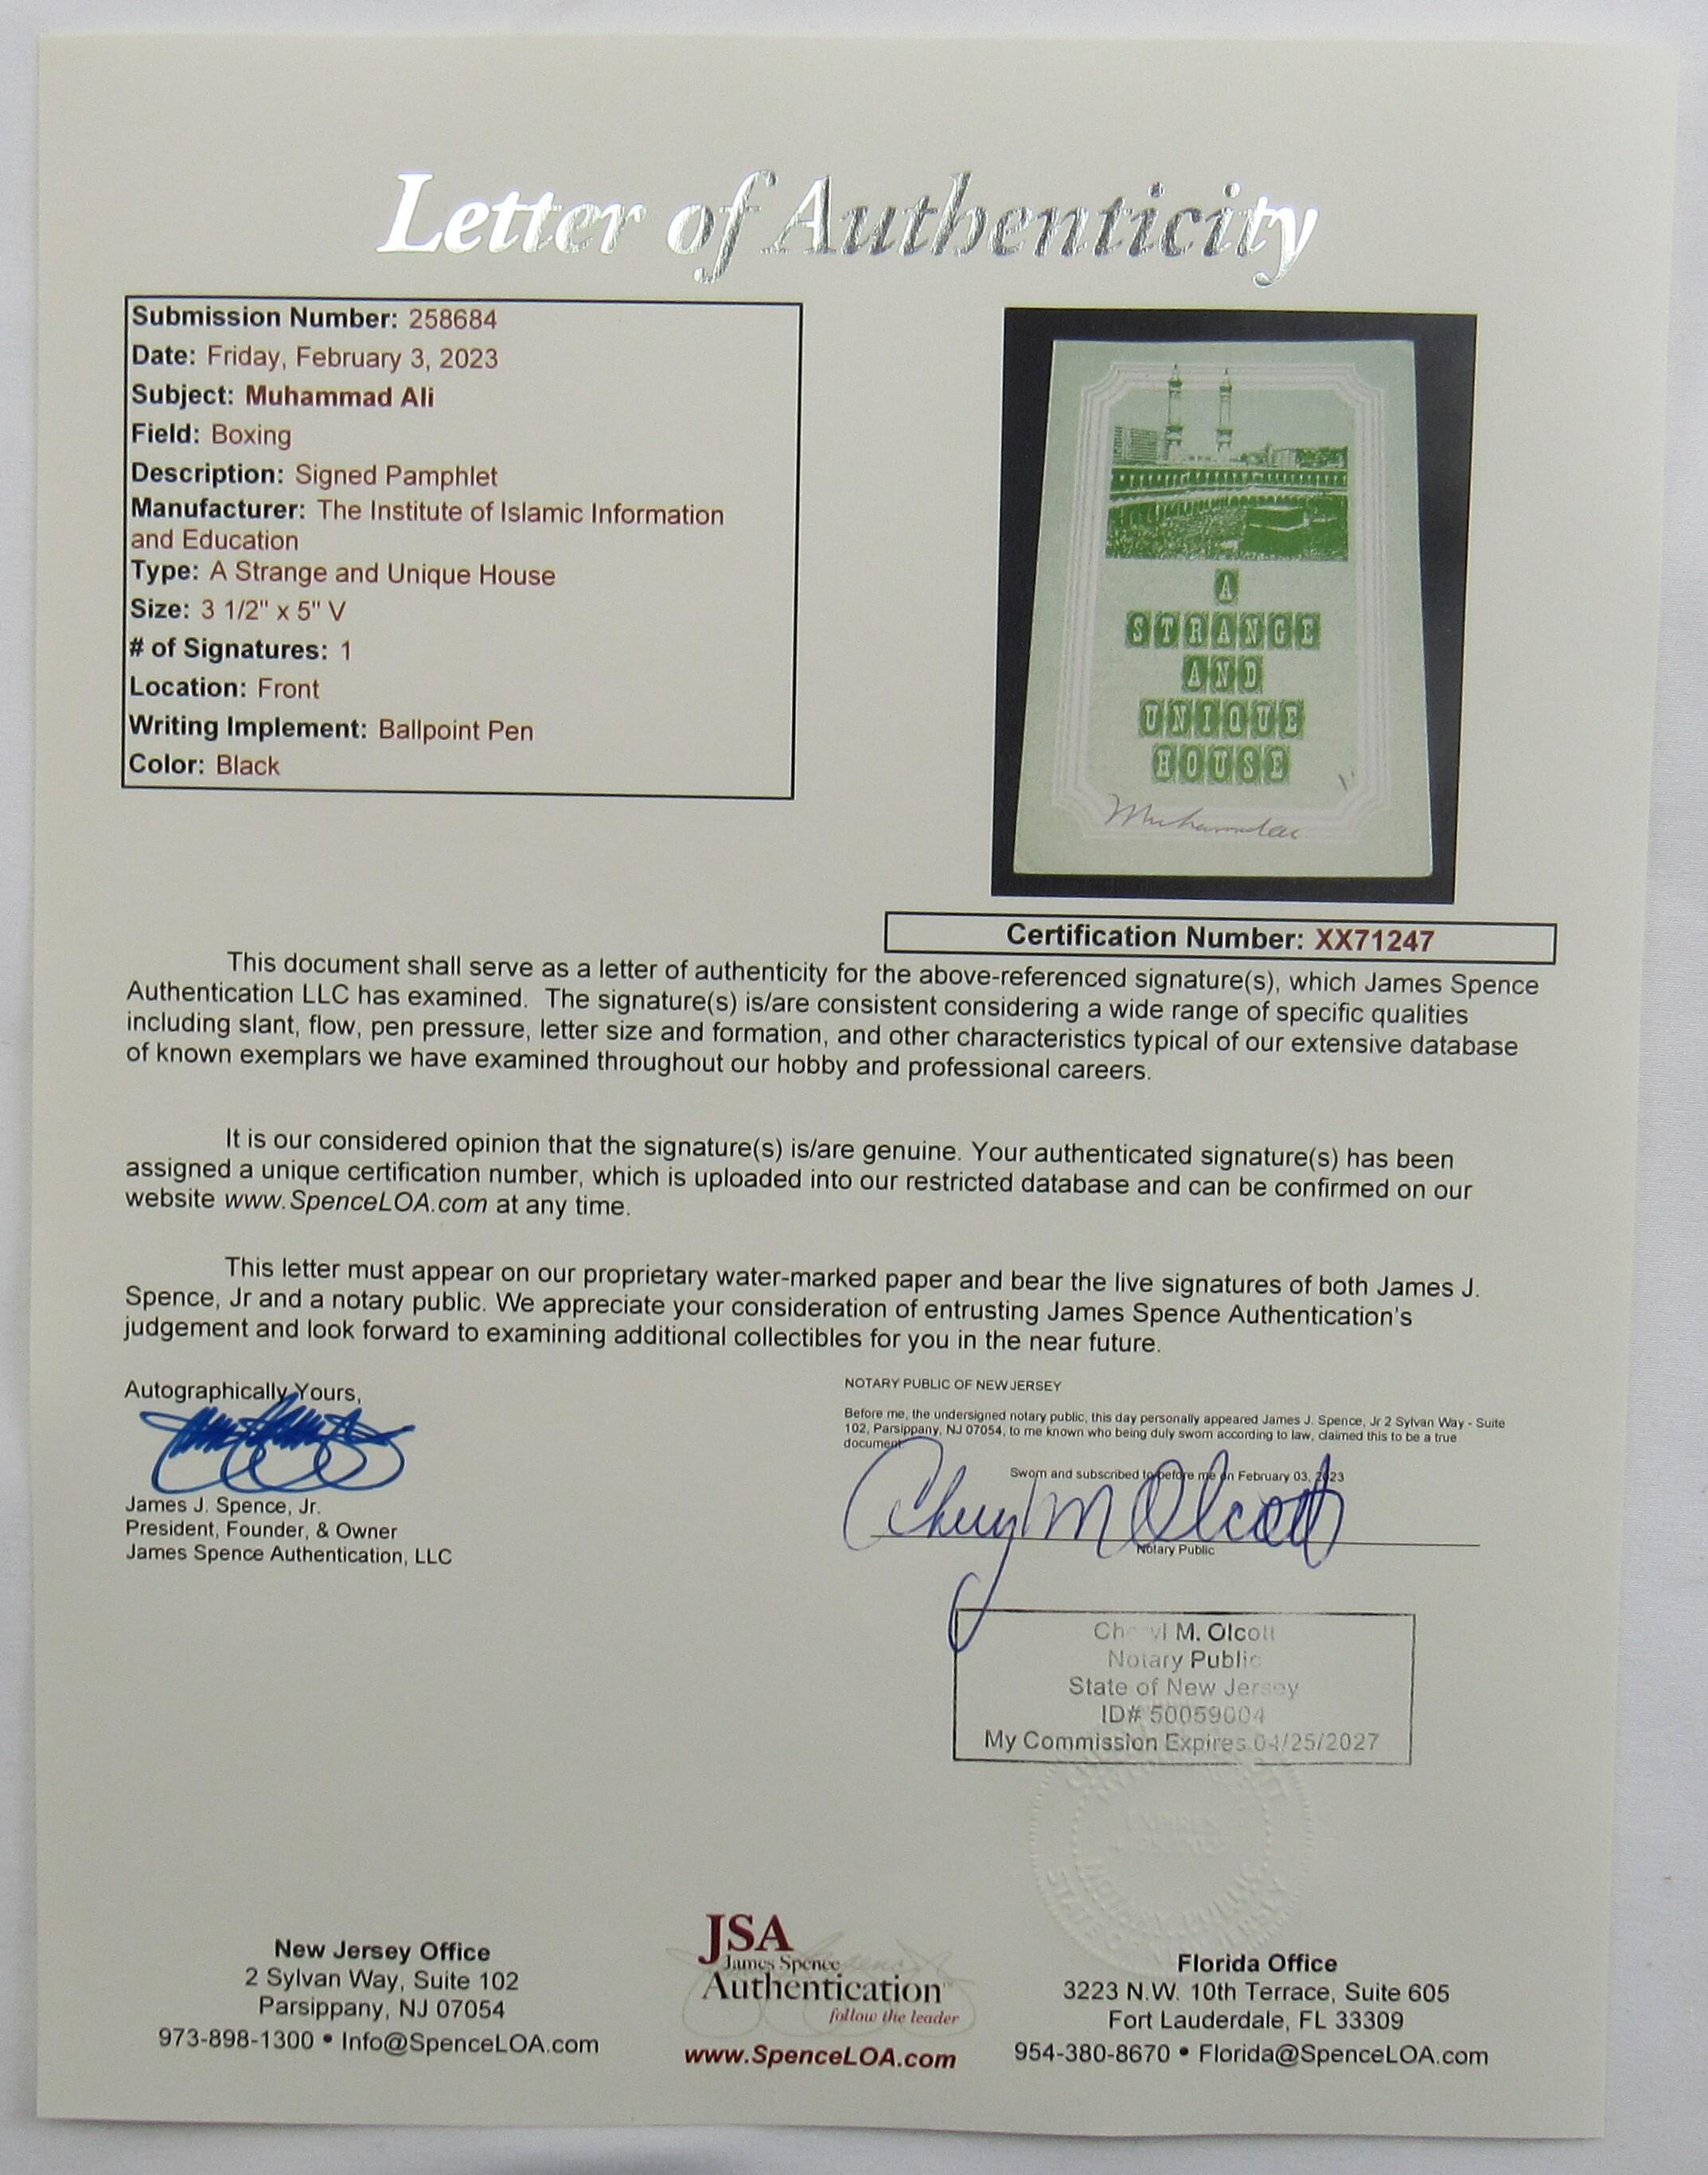 Letter of Authenticity
Submission Number: 258684
Date: Friday, February 3, 2023
Subject: Muhammad Ali
Field: Boxing
Description: Signed Pamphlet
Manufacturer: The Institute of Islamic Information
and Education
Type: A Strange and Unique House
Size: 3 1/2" x 5" V
# of Signatures: 1
Location: Front
Writing Implement: Ballpoint Pen
Color: Black
A
STRANGE
AND
UNIQUE
HOUSE
Certification Number: XX71247
This document shall serve as a letter of authenticity for the above-referenced signature(s), which James Spence
Authentication LLC has examined. The signature(s) is/are consistent considering a wide range of specific qualities
including slant, flow, pen pressure, letter size and formation, and other characteristics typical of our extensive database
of known exemplars we have examined throughout our hobby and professional careers.
It is our considered opinion that the signature(s) is/are genuine. Your authenticated signature(s) has been
assigned a unique certification number, which is uploaded into our restricted database and can be confirmed on our
website www.SpenceLOA.com at any time.
This letter must appear on our proprietary water-marked paper and bear the live signatures of both James J.
Spence, Jr and a notary public. We appreciate your consideration of entrusting James Spence Authentication's
judgement and look forward to examining additional collectibles for you in the near future.
Autographically Yours,
James J. Spence, Jr.
President, Founder, & Owner
James Spence Authentication, LLC
NOTARY PUBLIC OF NEW JERSEY
Before me, the undersigned notary public, this day personally appeared James J. Spence, Jr 2 Sylvan Way - Suite
102, Parsippany, NJ 07054, to me known who being duly sworn according to law, claimed this to be a true
document.
Sworn and subscribed to before me on February 03, 2023
Cheryl M Olcott
Notary Public
Cheryl M. Olcott
Notary Public
State of New Jersey
ID# 50059004
My Commission Expires 04/25/2027
New Jersey Office
2 Sylvan Way, Suite 102
Parsippany, NJ 07054
973-898-1300 • Info@SpenceLOA.com
JSA
James Spence
Authentication
follow the leader
www.SpenceLOA.com
Florida Office
3223 N.W. 10th Terrace, Suite 605
Fort Lauderdale, FL 33309
954-380-8670 • Florida@SpenceLOA.com